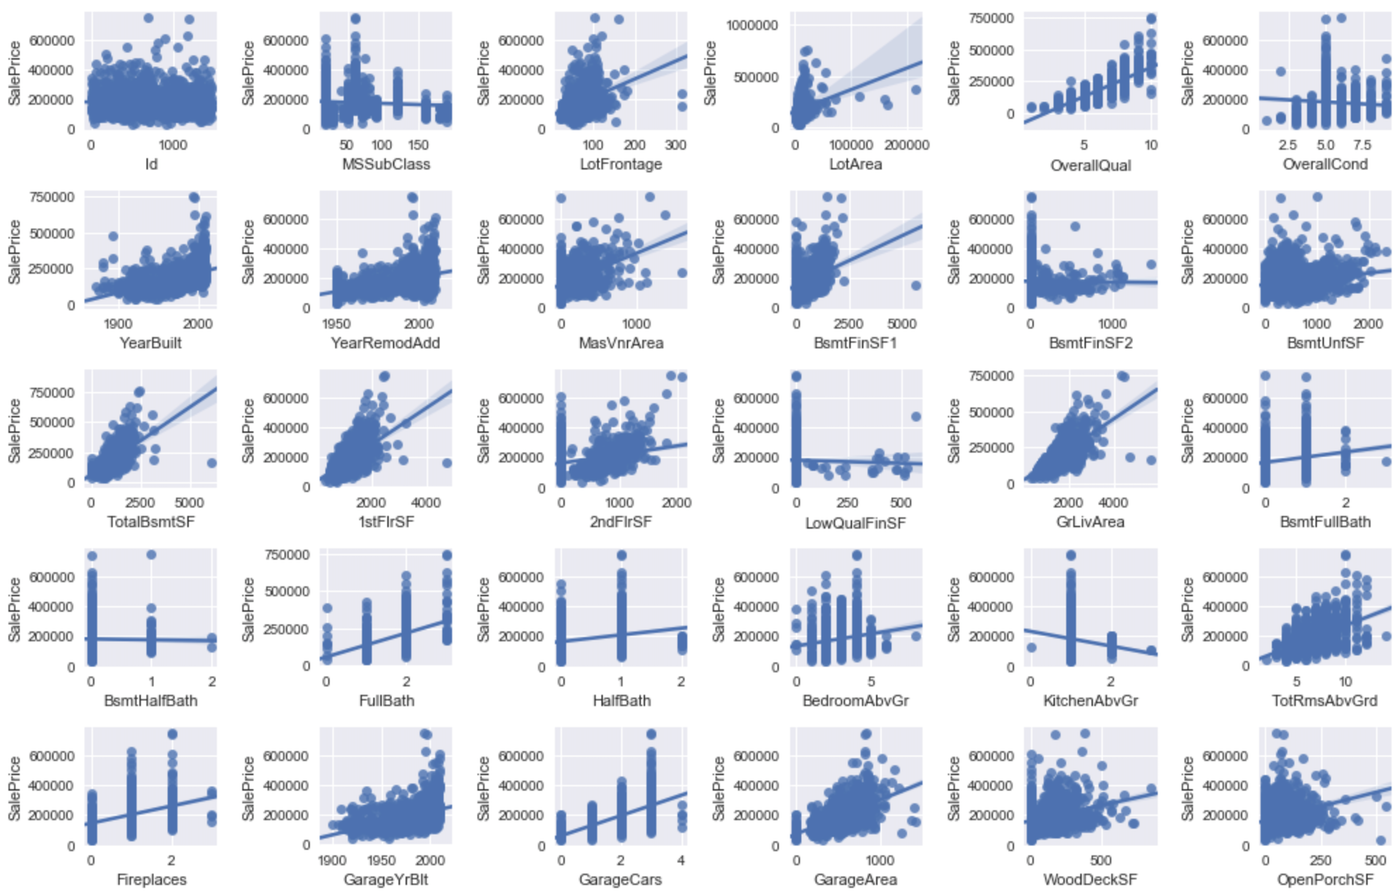 SalePrice 600000 400000 200000 0 0 1000 Id
SalePrice 600000 400000 200000 0 50 100 150 MSSubClass
SalePrice 600000 400000 200000 0 100 200 300 LotFrontage
SalePrice 1000000 500000 0 0 100000 200000 LotArea
SalePrice 750000 500000 250000 0 5 10 OverallQual
SalePrice 600000 400000 200000 0 2.5 5.0 7.5 OverallCond
SalePrice 750000 500000 250000 0 1900 2000 YearBuilt
SalePrice 600000 400000 200000 0 1950 2000 YearRemodAdd
SalePrice 600000 400000 200000 0 0 1000 MasVnrArea
SalePrice 600000 400000 200000 0 0 2500 5000 BsmtFinSF1
SalePrice 600000 400000 200000 0 0 1000 BsmtFinSF2
SalePrice 600000 400000 200000 0 0 1000 2000 BsmtUnfSF
SalePrice 750000 500000 250000 0 0 2500 5000 TotalBsmtSF
SalePrice 600000 400000 200000 0 2000 4000 1stFlrSF
SalePrice 600000 400000 200000 0 0 1000 2000 2ndFlrSF
SalePrice 600000 400000 200000 0 0 250 500 LowQualFinSF
SalePrice 750000 500000 250000 0 2000 4000 GrLivArea
SalePrice 600000 400000 200000 0 0 2 BsmtFullBath
SalePrice 600000 400000 200000 0 0 1 2 BsmtHalfBath
SalePrice 750000 500000 250000 0 0 2 FullBath
SalePrice 600000 400000 200000 0 0 1 2 HalfBath
SalePrice 600000 400000 200000 0 0 5 BedroomAbvGr
SalePrice 600000 400000 200000 0 0 2 KitchenAbvGr
SalePrice 600000 400000 200000 0 5 10 TotRmsAbvGrd
SalePrice 600000 400000 200000 0 0 2 Fireplaces
SalePrice 600000 400000 200000 0 1900 1950 2000 GarageYrBlt
SalePrice 600000 400000 200000 0 0 2 4 GarageCars
SalePrice 600000 400000 200000 0 0 1000 GarageArea
SalePrice 600000 400000 200000 0 0 500 WoodDeckSF
SalePrice 600000 400000 200000 0 0 250 500 OpenPorchSF